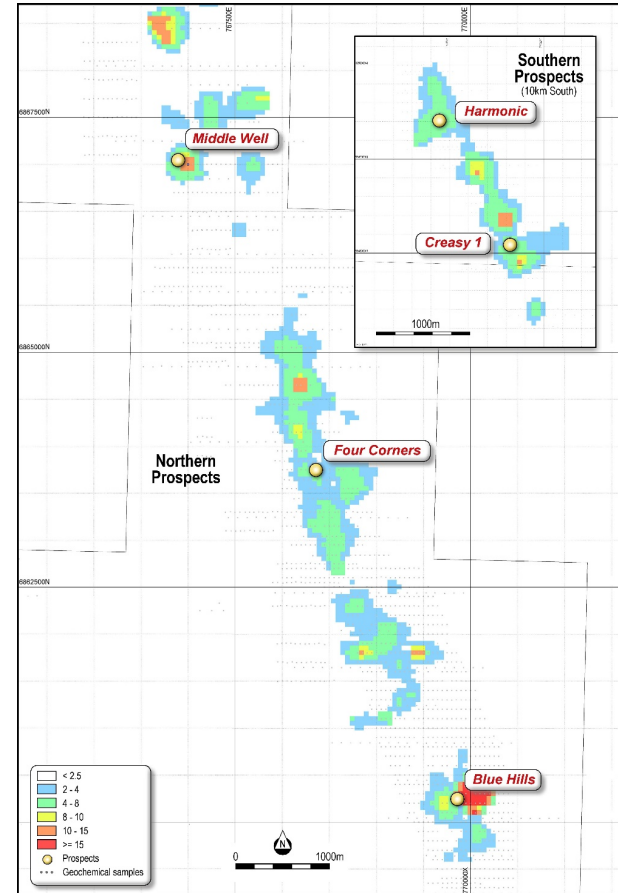 767500E
770000E
Southern
Prospects
(10km South)
Harmonic
6867500N
Middle Well
Creasy 1
1000m
6865000N
Four Corners
Northern
Prospects
6862500N
Blue Hills
< 2.5
2 - 4
4 - 8
8 - 10
10 - 15
>= 15
Prospects
Geochemical samples
N
0
1000m
770000X